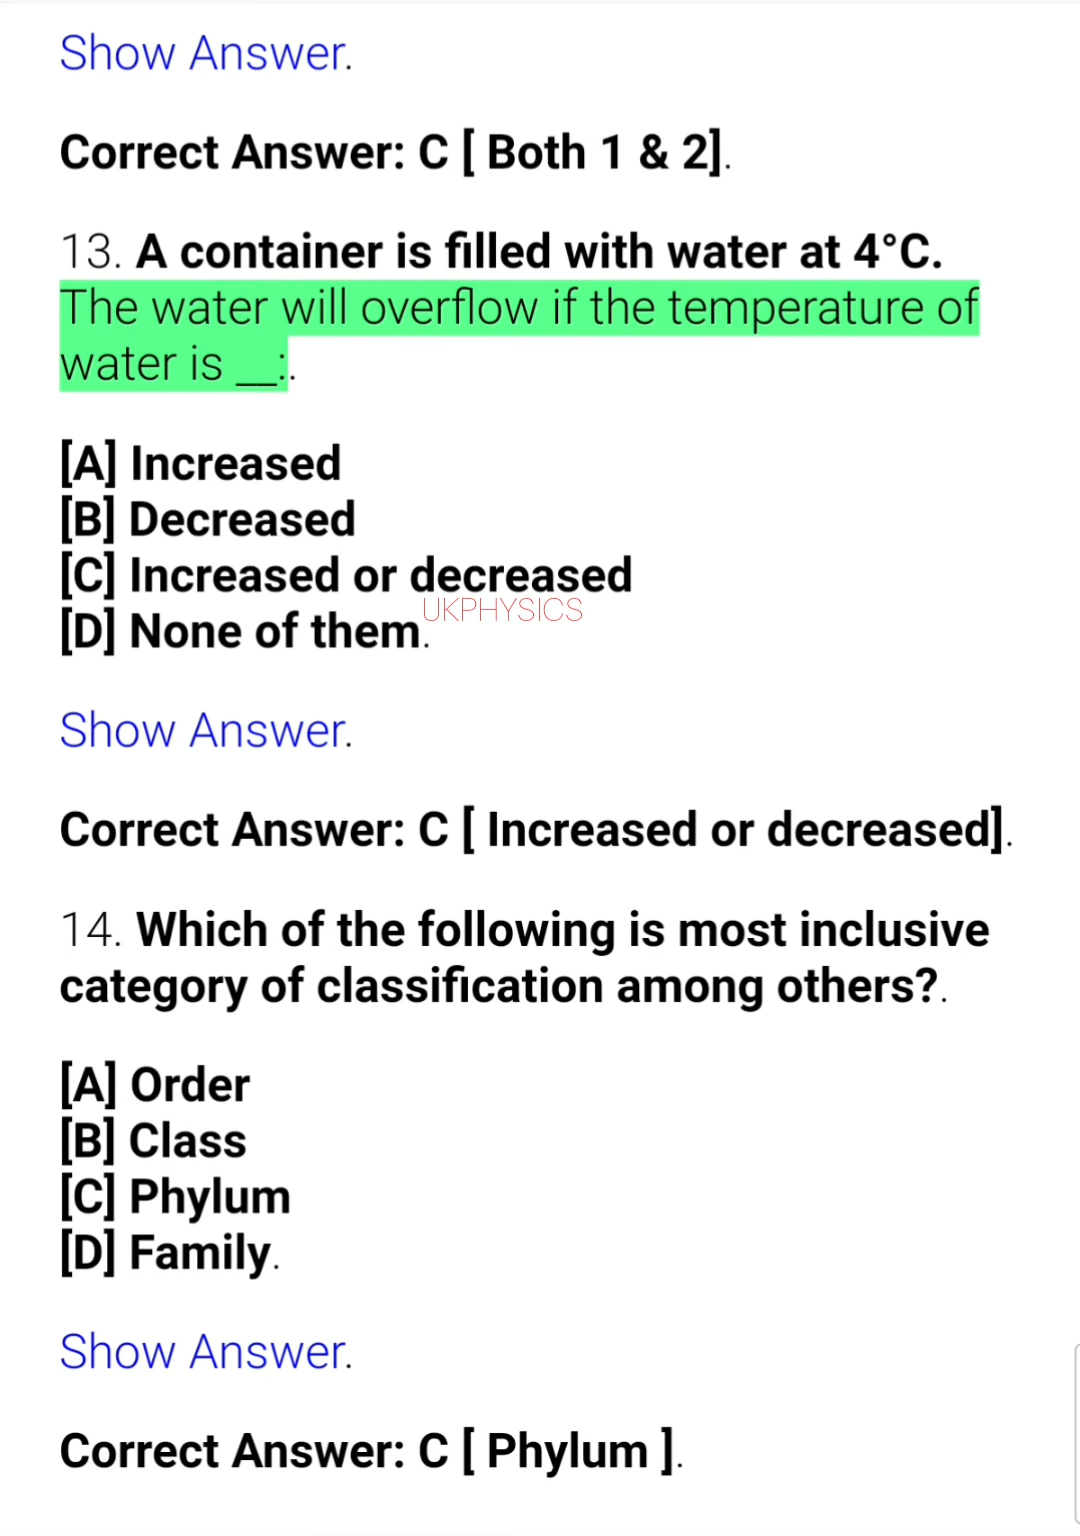 Show Answer.
Correct Answer: C [ Both 1 & 2].
13. A container is filled with water at 4°C.
The water will overflow if the temperature of
water is __:.
[A] Increased
[B] Decreased
[C] Increased or decreased
UKPHYSICS
[D] None of them.
Show Answer.
Correct Answer: C [ Increased or decreased].
14. Which of the following is most inclusive
category of classification among others?.
[A] Order
[B] Class
[C] Phylum
[D] Family.
Show Answer.
Correct Answer: C [ Phylum ].